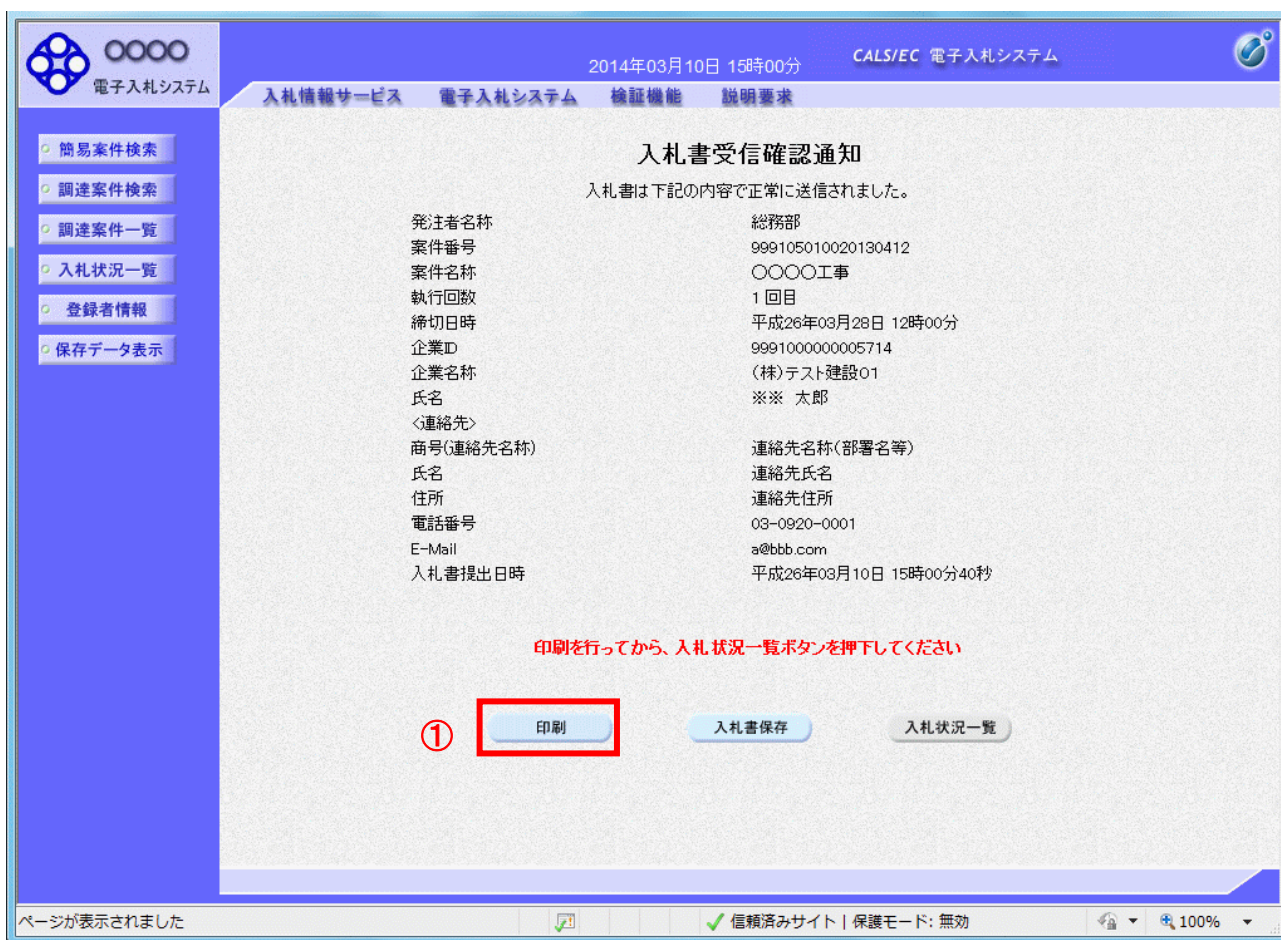 〇〇〇〇
電子入札システム
2014年03月10日 15時00分
CALS/EC 電子入札システム
入札情報サービス 電子入札システム 検証機能 説明要求
簡易案件検索
調達案件検索
調達案件一覧
入札状況一覧
登録者情報
保存データ表示
入札書受信確認通知
入札書は下記の内容で正常に送信されました。
発注者名称 総務部
案件番号 999105010020130412
案件名称 〇〇〇〇工事
執行回数 1 回目
締切日時 平成26年03月28日 12時00分
企業ID 9991000000005714
企業名称 (株)テスト建設01
氏名 ※※ 太郎
<連絡先>
商号(連絡先名称) 連絡先名称(部署名等)
氏名 連絡先氏名
住所 連絡先住所
電話番号 03-0920-0001
E-Mail a@bbb.com
入札書提出日時 平成26年03月10日 15時00分40秒
印刷を行ってから、入札状況一覧ボタンを押下してください
① 印刷 入札書保存 入札状況一覧
ページが表示されました 信頼済みサイト | 保護モード: 無効 100%